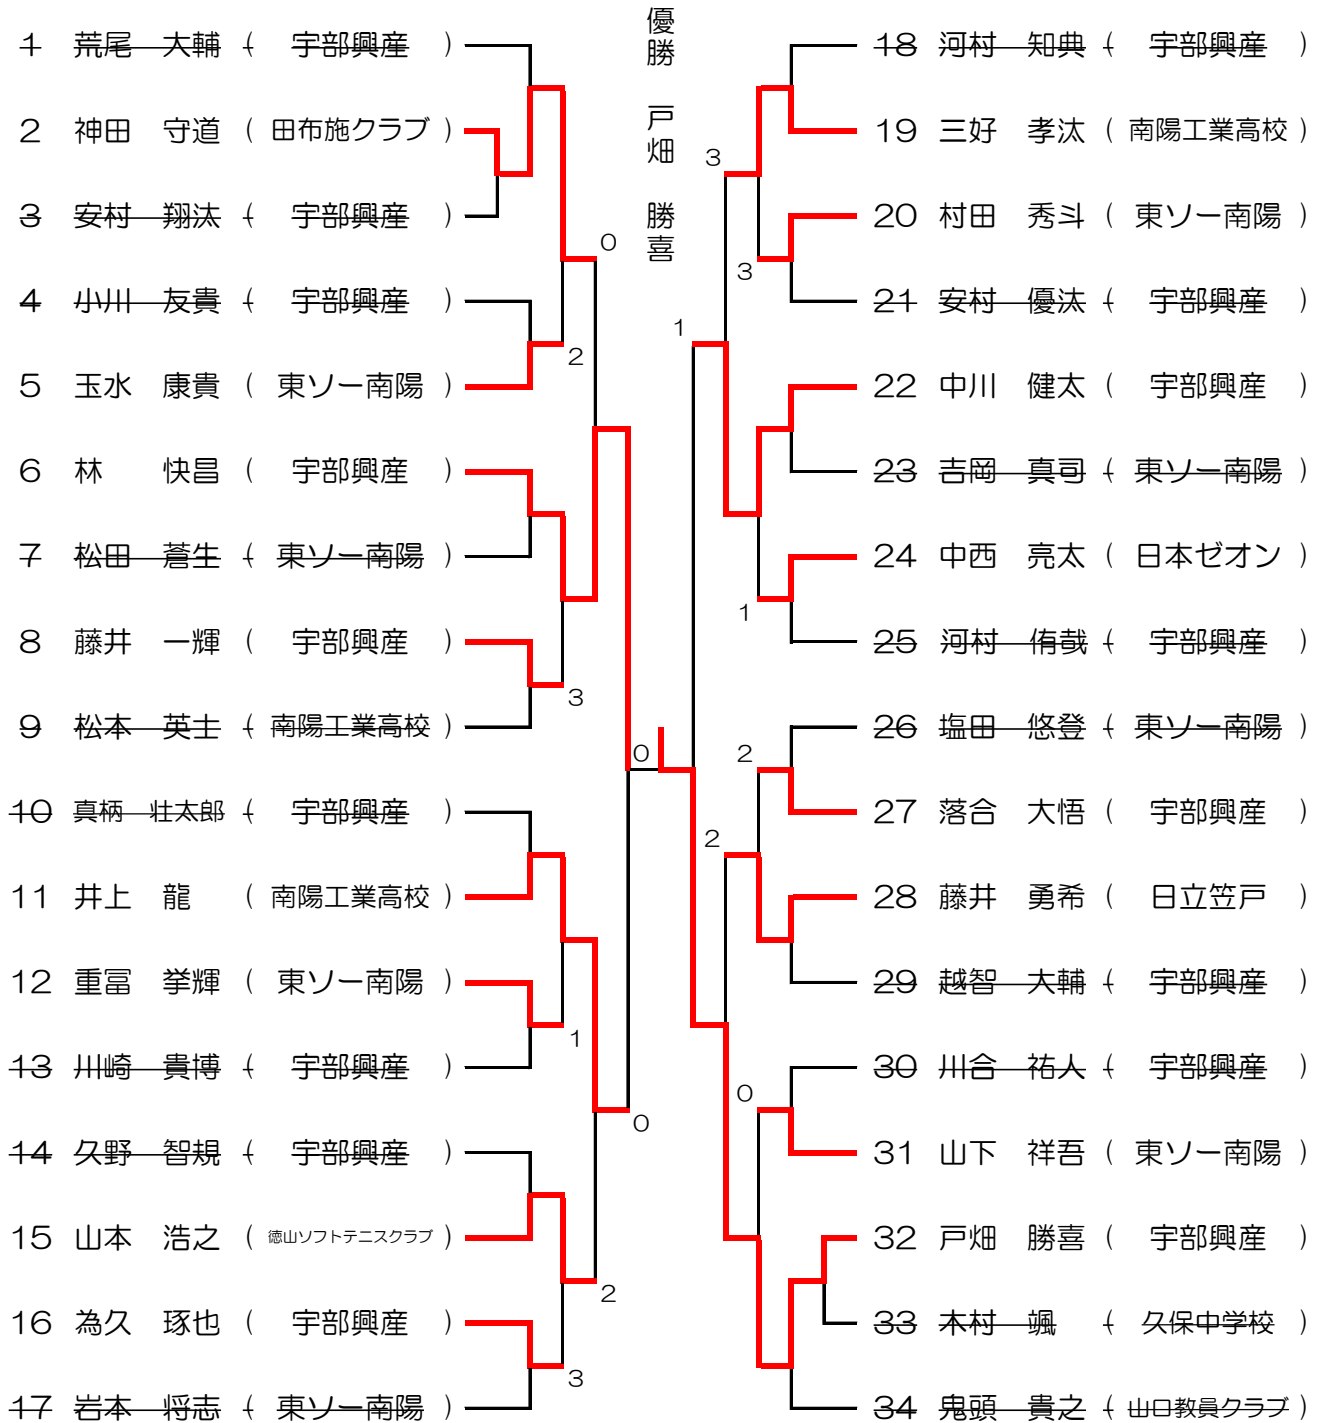 優勝 戸畑 勝喜
1 荒尾 大輔 ( 宇部興産 )
2 神田 守道 ( 田布施クラブ )
3 安村 翔汰 ( 宇部興産 )
0
4 小川 友貴 ( 宇部興産 )
2
5 玉水 康貴 ( 東ソー南陽 )
6 林 快昌 ( 宇部興産 )
7 松田 蒼生 ( 東ソー南陽 )
8 藤井 一輝 ( 宇部興産 )
3
9 松本 英士 ( 南陽工業高校 )
0
10 真柄 壮太郎 ( 宇部興産 )
11 井上 龍 ( 南陽工業高校 )
12 重冨 挙輝 ( 東ソー南陽 )
1
13 川崎 貴博 ( 宇部興産 )
0
14 久野 智規 ( 宇部興産 )
15 山本 浩之 ( 徳山ソフトテニスクラブ )
2
16 為久 琢也 ( 宇部興産 )
3
17 岩本 将志 ( 東ソー南陽 )
18 河村 知典 ( 宇部興産 )
19 三好 孝汰 ( 南陽工業高校 )
3
20 村田 秀斗 ( 東ソー南陽 )
3
21 安村 優汰 ( 宇部興産 )
1
22 中川 健太 ( 宇部興産 )
23 吉岡 真司 ( 東ソー南陽 )
24 中西 亮太 ( 日本ゼオン )
1
25 河村 侑哉 ( 宇部興産 )
26 塩田 悠登 ( 東ソー南陽 )
2
27 落合 大悟 ( 宇部興産 )
2
28 藤井 勇希 ( 日立笠戸 )
29 越智 大輔 ( 宇部興産 )
30 川合 祐人 ( 宇部興産 )
0
31 山下 祥吾 ( 東ソー南陽 )
32 戸畑 勝喜 ( 宇部興産 )
33 木村 颯 ( 久保中学校 )
34 鬼頭 貴之 ( 山口教員クラブ )